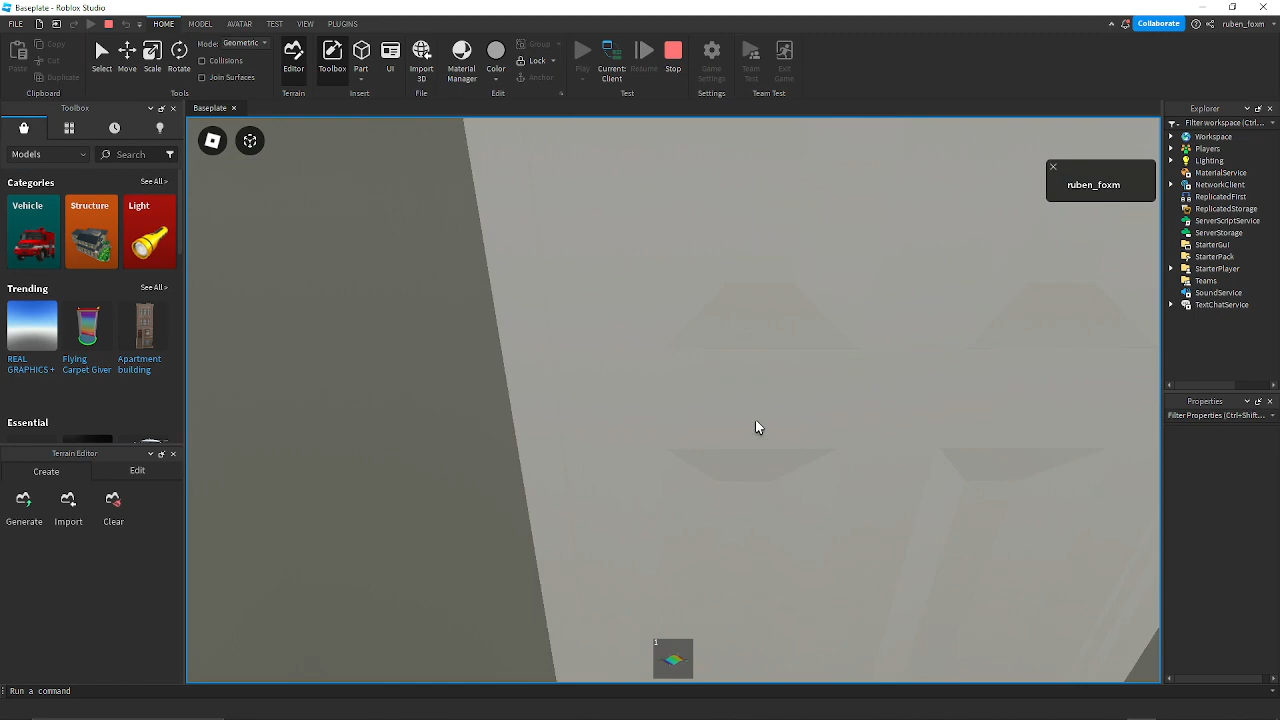 Baseplate - Roblox Studio
FILE HOME MODEL AVATAR TEST VIEW PLUGINS Collaborate ruben_foxm
Paste Copy Cut Duplicate
Select Move Scale Rotate
Mode: Geometric
Collisions
Join Surfaces
Editor Toolbox Part UI Import 3D Material Manager Color Group Lock Anchor Play Current: Client Resume Stop Game Settings Team Test Exit Game
Clipboard Tools Terrain Insert File Edit Test Settings Team Test
Toolbox
Baseplate
Models Search
Categories See All >
Vehicle Structure Light
Trending See All >
REAL GRAPHICS +
Flying Carpet Giver
Apartment building
Essential
Terrain Editor
Create Edit
Generate Import Clear
ruben_foxm
1
Explorer
Filter workspace (Ctrl...
Workspace
Players
Lighting
MaterialService
NetworkClient
ReplicatedFirst
ReplicatedStorage
ServerScriptService
ServerStorage
StarterGui
StarterPack
StarterPlayer
Teams
SoundService
TextChatService
Properties
Filter Properties (Ctrl+Shift...
Run a command